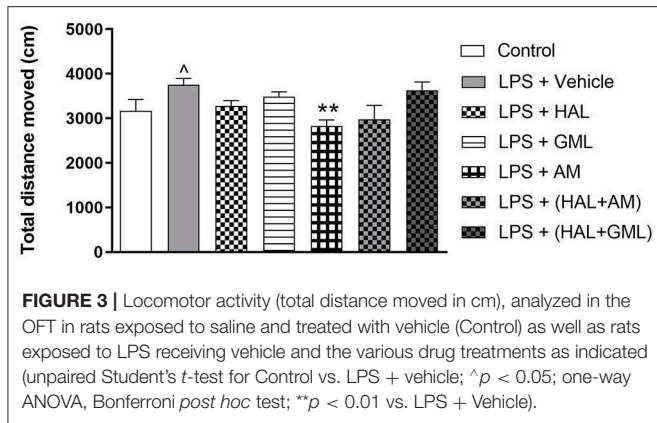 Total distance moved (cm)
5000
4000
3000
2000
1000
0
^
**
Control
LPS + Vehicle
LPS + HAL
LPS + GML
LPS + AM
LPS + (HAL+AM)
LPS + (HAL+GML)
FIGURE 3 | Locomotor activity (total distance moved in cm), analyzed in the
OFT in rats exposed to saline and treated with vehicle (Control) as well as rats
exposed to LPS receiving vehicle and the various drug treatments as indicated
(unpaired Student's t-test for Control vs. LPS + vehicle; ^p < 0.05; one-way
ANOVA, Bonferroni post hoc test; **p < 0.01 vs. LPS + Vehicle).